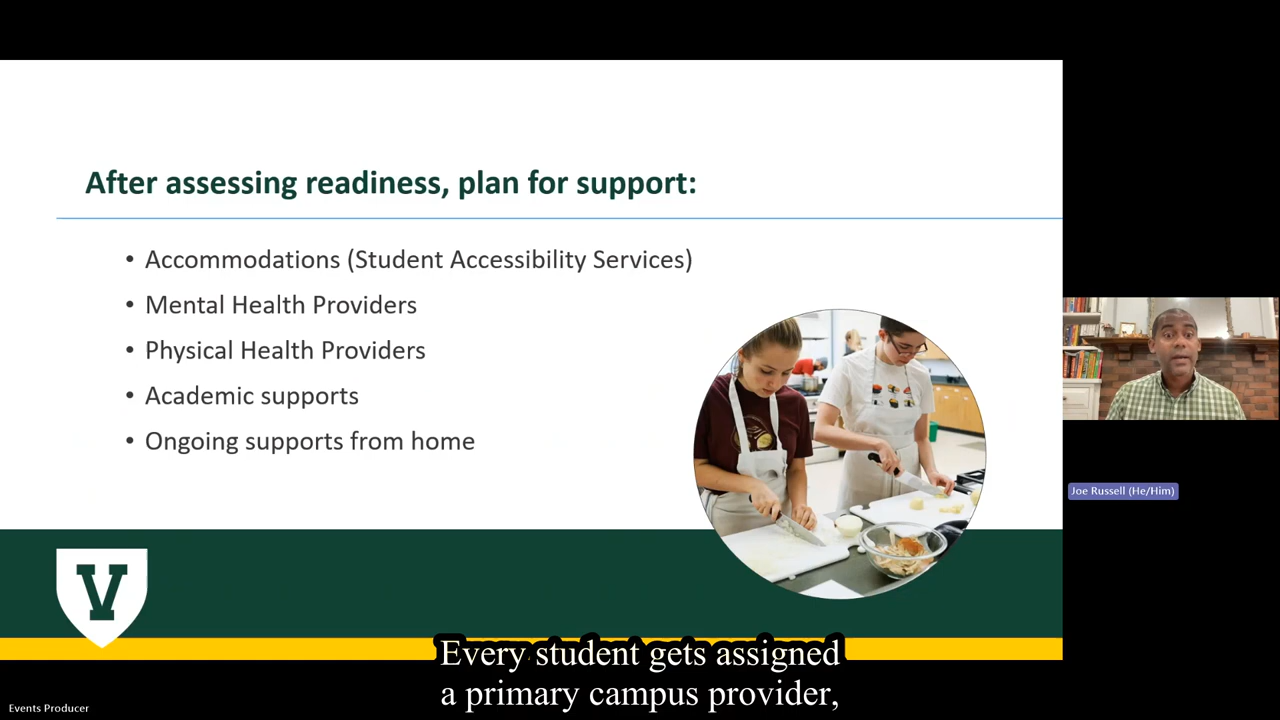 After assessing readiness, plan for support:
• Accommodations (Student Accessibility Services)
• Mental Health Providers
• Physical Health Providers
• Academic supports
• Ongoing supports from home
V
Joe Russell (He/Him)
Every student gets assigned
a primary campus provider,
Events Producer